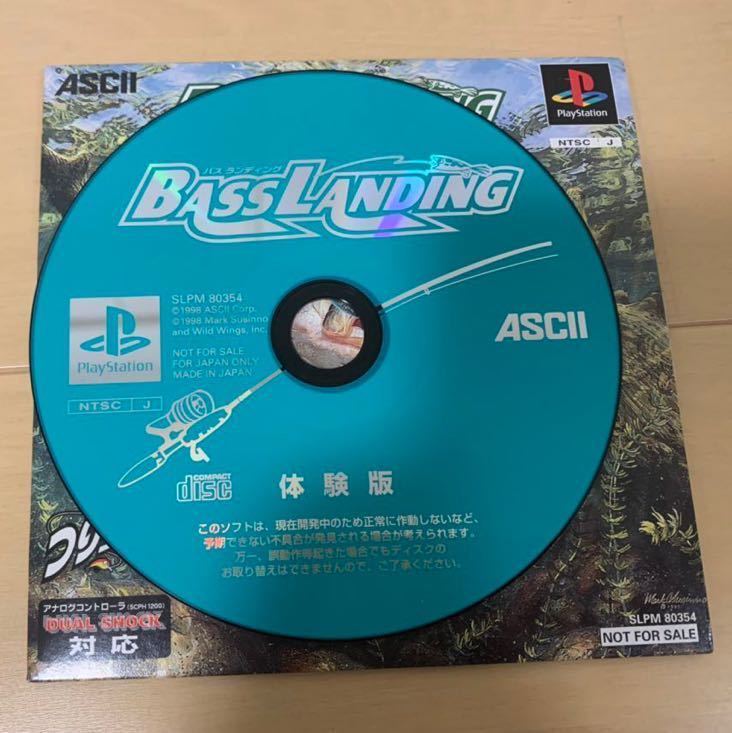 ASCII
PlayStation
NTSC J
バス ランディング
BASS LANDING
SLPM 80354
©1998 ASCII Corp.
©1998 Mark Susinno
and Wild Wings, Inc.
NOT FOR SALE
FOR JAPAN ONLY
MADE IN JAPAN
PlayStation
NTSC J
ASCII
COMPACT
disc
体験版
このソフトは、現在開発中のため正常に作動しないなど、
予期できない不具合が発見される場合が考えられます。
万一、誤動作等起きた場合でもディスクの
お取り替えはできませんので、ご了承ください。
つり
アナログコントローラ(SCPH 1200)
DUAL SHOCK
対応
SLPM 80354
NOT FOR SALE